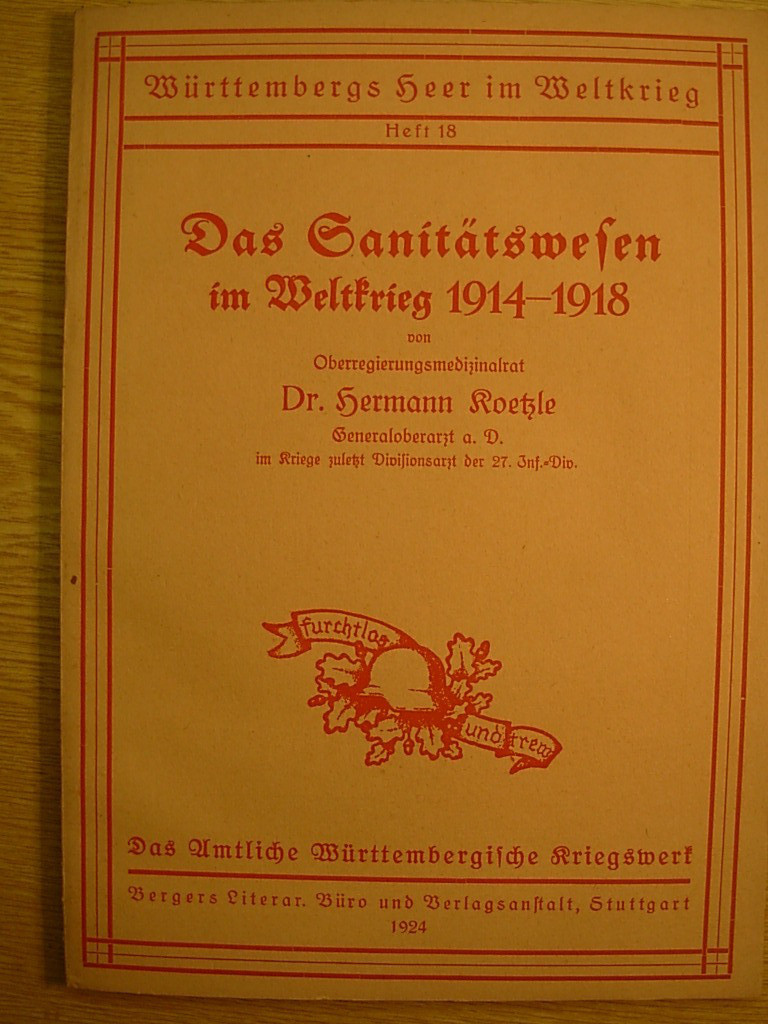 Württembergs Heer im Weltkrieg
Heft 18
Das Sanitätsweſen
im Weltkrieg 1914–1918
von
Oberregierungsmedizinalrat
Dr. Hermann Koetzle
Generaloberarzt a. D.
im Kriege zuletzt Diviſionsarzt der 27. Inf.-Div.
furchtlos
und trew
Das Amtliche Württembergiſche Kriegswerk
Bergers Literar. Büro und Verlagsanſtalt, Stuttgart
1924